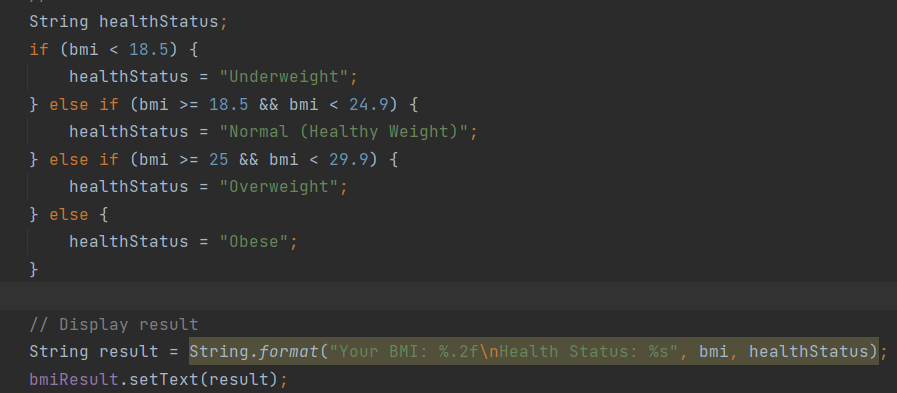 String healthStatus;
if (bmi < 18.5) {
    healthStatus = "Underweight";
} else if (bmi >= 18.5 && bmi < 24.9) {
    healthStatus = "Normal (Healthy Weight)";
} else if (bmi >= 25 && bmi < 29.9) {
    healthStatus = "Overweight";
} else {
    healthStatus = "Obese";
}
// Display result
String result = String.format("Your BMI: %.2f\nHealth Status: %s", bmi, healthStatus);
bmiResult.setText(result);